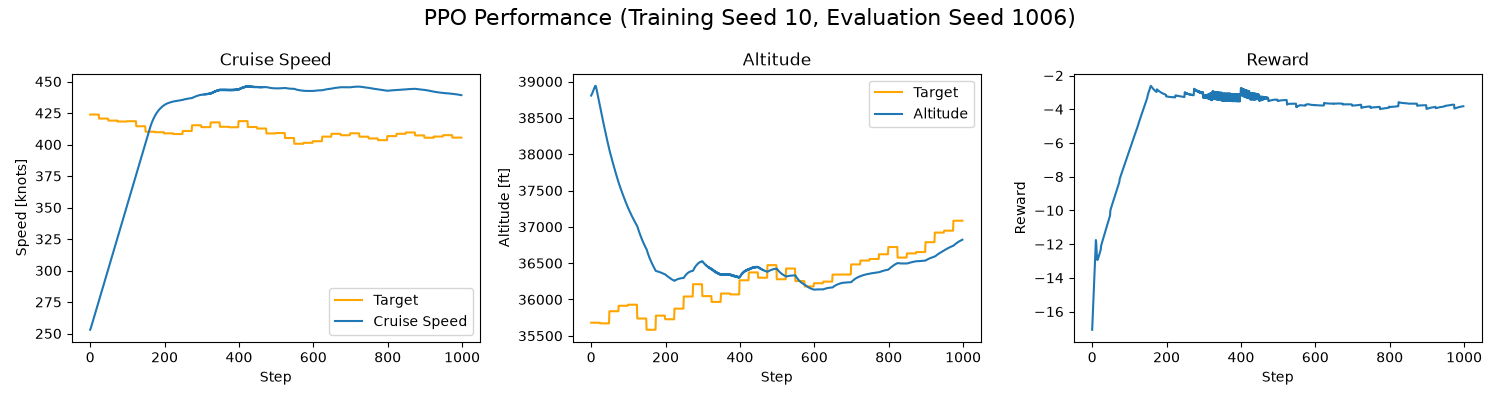 PPO Performance (Training Seed 10, Evaluation Seed 1006)
Cruise Speed
Speed [knots]
450
425
400
375
350
325
300
275
250
Target
Cruise Speed
0 200 400 600 800 1000
Step
Altitude
Altitude [ft]
39000
38500
38000
37500
37000
36500
36000
35500
Target
Altitude
0 200 400 600 800 1000
Step
Reward
Reward
−2
−4
−6
−8
−10
−12
−14
−16
0 200 400 600 800 1000
Step